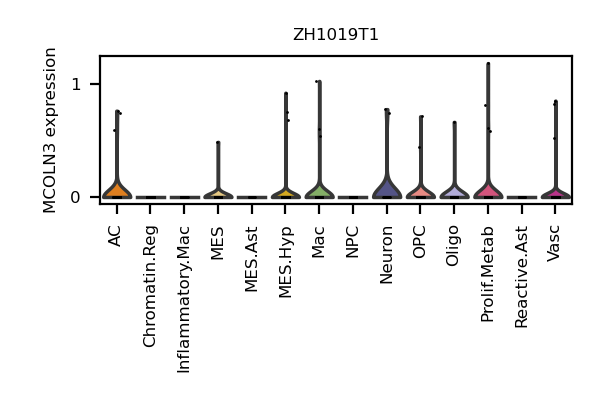 ZH1019T1
MCOLN3 expression
1
0
AC
Chromatin.Reg
Inflammatory.Mac
MES
MES.Ast
MES.Hyp
Mac
NPC
Neuron
OPC
Oligo
Prolif.Metab
Reactive.Ast
Vasc